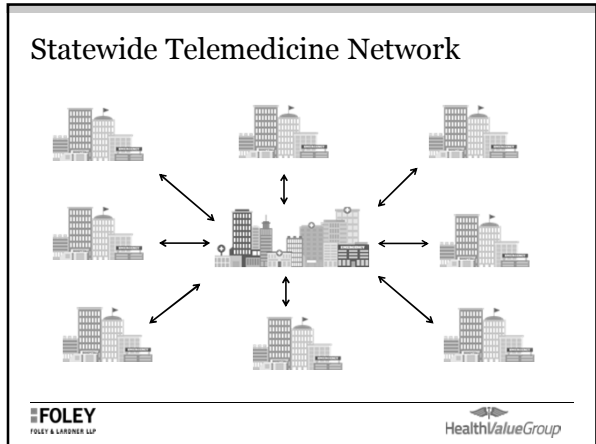 Statewide Telemedicine Network
FOLEY
FOLEY & LARDNER LLP
HealthValueGroup